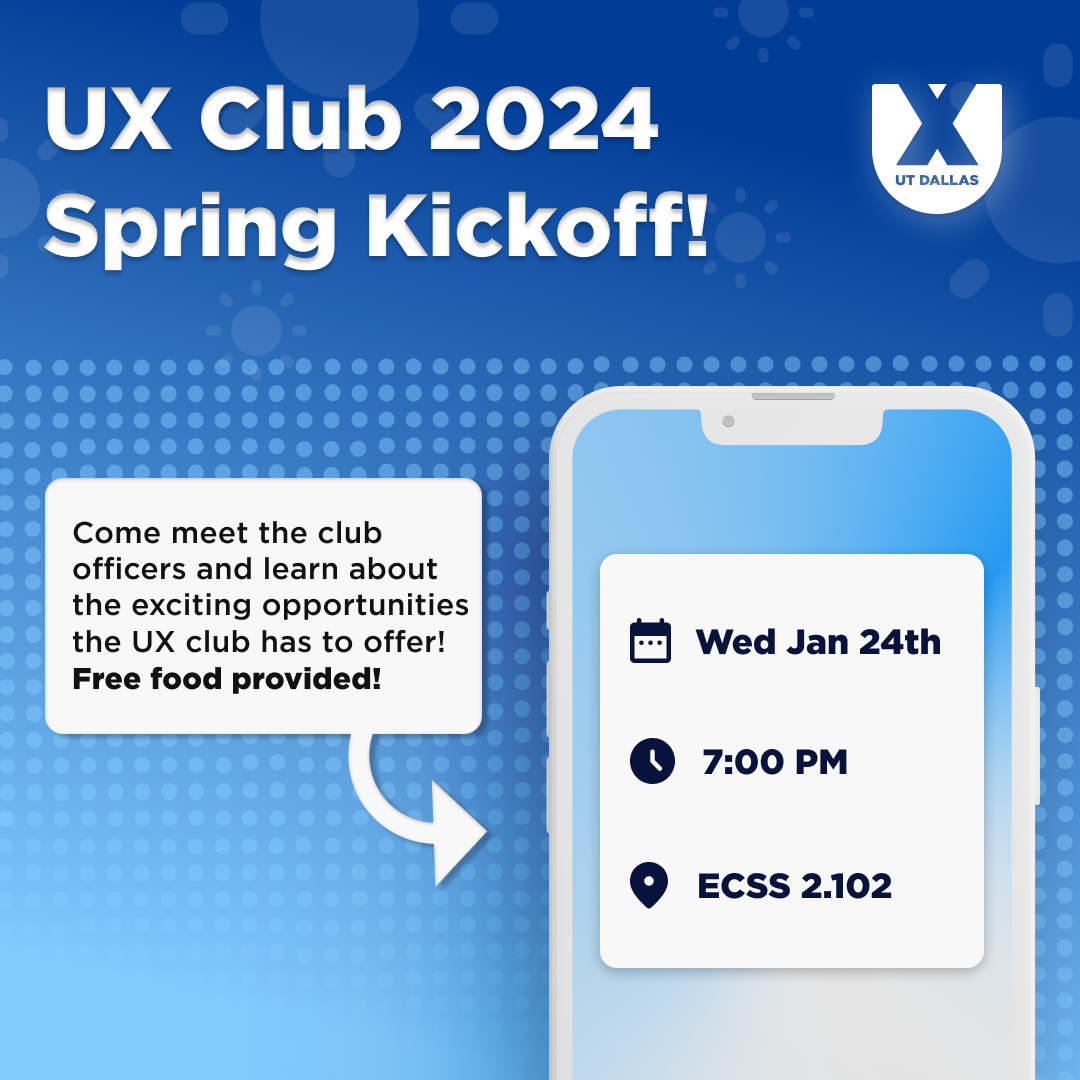 UX Club 2024
Spring Kickoff!
X
UT DALLAS
Come meet the club
officers and learn about
the exciting opportunities
the UX club has to offer!
Free food provided!
Wed Jan 24th
7:00 PM
ECSS 2.102